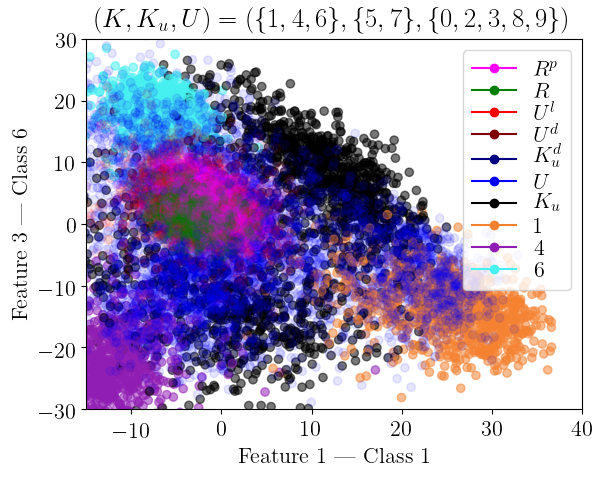 (K, K_u, U) = ({1, 4, 6}, {5, 7}, {0, 2, 3, 8, 9})
Feature 3 — Class 6
30
20
10
0
−10
−20
−30
R^p
R
U^l
U^d
K_u^d
U
K_u
1
4
6
−10 0 10 20 30 40
Feature 1 — Class 1